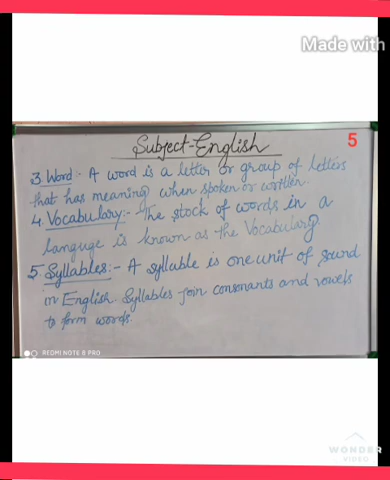 Made with
Subject-English
5
3 Word:- A word is a letter or group of letters
that has meaning when spoken or written.
4. Vocabulary:- The stock of words in a
languge is known as the Vocabulary.
5. Syllables:- A syllable is one unit of sound
in English. Syllables join consonants and vowels
to form words.
REDMI NOTE 8 PRO
WONDER
VIDEO